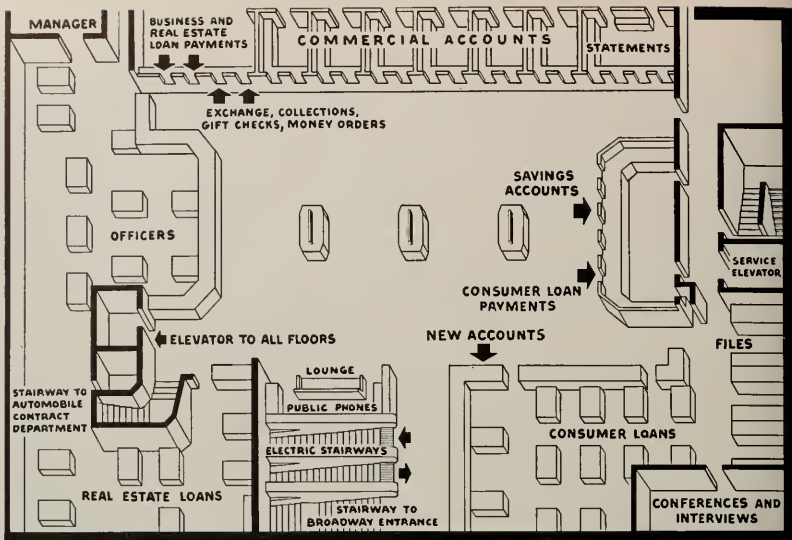 MANAGER
BUSINESS AND
REAL ESTATE
LOAN PAYMENTS
COMMERCIAL ACCOUNTS
STATEMENTS
EXCHANGE, COLLECTIONS,
GIFT CHECKS, MONEY ORDERS
SAVINGS
ACCOUNTS
OFFICERS
SERVICE
ELEVATOR
CONSUMER LOAN
PAYMENTS
ELEVATOR TO ALL FLOORS
NEW ACCOUNTS
FILES
LOUNGE
STAIRWAY TO
AUTOMOBILE
CONTRACT
DEPARTMENT
PUBLIC PHONES
CONSUMER LOANS
ELECTRIC STAIRWAYS
REAL ESTATE LOANS
STAIRWAY TO
BROADWAY ENTRANCE
CONFERENCES AND
INTERVIEWS